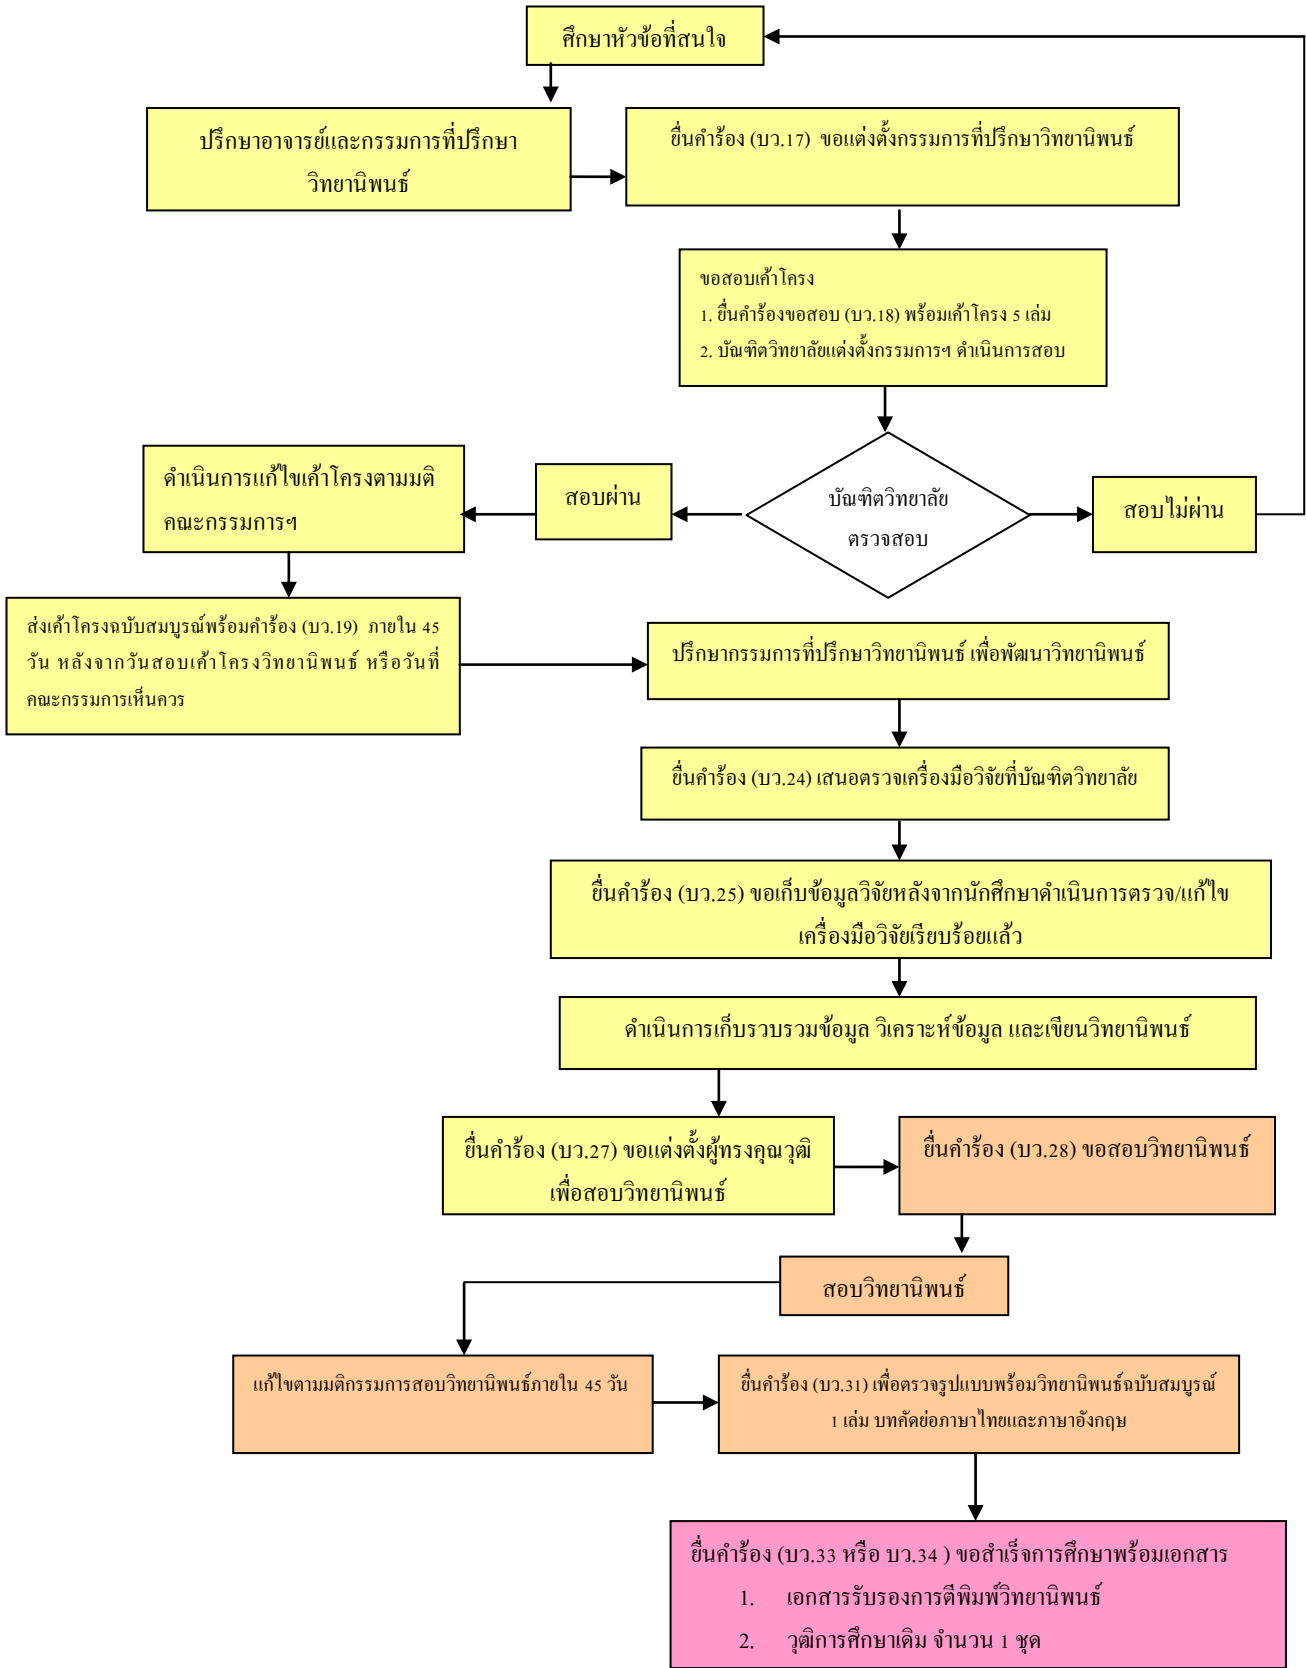 ศึกษาหัวข้อที่สนใจ
ปรึกษาอาจารย์และกรรมการที่ปรึกษา
วิทยานิพนธ์
ยื่นคำร้อง (บว.17) ขอแต่งตั้งกรรมการที่ปรึกษาวิทยานิพนธ์
ขอสอบเค้าโครง
1. ยื่นคำร้องขอสอบ (บว.18) พร้อมเค้าโครง 5 เล่ม
2. บัณฑิตวิทยาลัยแต่งตั้งกรรมการฯ ดำเนินการสอบ
บัณฑิตวิทยาลัย
ตรวจสอบ
สอบผ่าน
สอบไม่ผ่าน
ดำเนินการแก้ไขเค้าโครงตามมติ
คณะกรรมการฯ
ส่งเค้าโครงฉบับสมบูรณ์พร้อมคำร้อง (บว.19) ภายใน 45
วัน หลังจากวันสอบเค้าโครงวิทยานิพนธ์ หรือวันที่
คณะกรรมการเห็นควร
ปรึกษากรรมการที่ปรึกษาวิทยานิพนธ์ เพื่อพัฒนาวิทยานิพนธ์
ยื่นคำร้อง (บว.24) เสนอตรวจเครื่องมือวิจัยที่บัณฑิตวิทยาลัย
ยื่นคำร้อง (บว.25) ขอเก็บข้อมูลวิจัยหลังจากนักศึกษาดำเนินการตรวจ/แก้ไข
เครื่องมือวิจัยเรียบร้อยแล้ว
ดำเนินการเก็บรวบรวมข้อมูล วิเคราะห์ข้อมูล และเขียนวิทยานิพนธ์
ยื่นคำร้อง (บว.27) ขอแต่งตั้งผู้ทรงคุณวุฒิ
เพื่อสอบวิทยานิพนธ์
ยื่นคำร้อง (บว.28) ขอสอบวิทยานิพนธ์
สอบวิทยานิพนธ์
แก้ไขตามมติกรรมการสอบวิทยานิพนธ์ภายใน 45 วัน
ยื่นคำร้อง (บว.31) เพื่อตรวจรูปแบบพร้อมวิทยานิพนธ์ฉบับสมบูรณ์
1 เล่ม บทคัดย่อภาษาไทยและภาษาอังกฤษ
ยื่นคำร้อง (บว.33 หรือ บว.34 ) ขอสำเร็จการศึกษาพร้อมเอกสาร
1. เอกสารรับรองการตีพิมพ์วิทยานิพนธ์
2. วุฒิการศึกษาเดิม จำนวน 1 ชุด